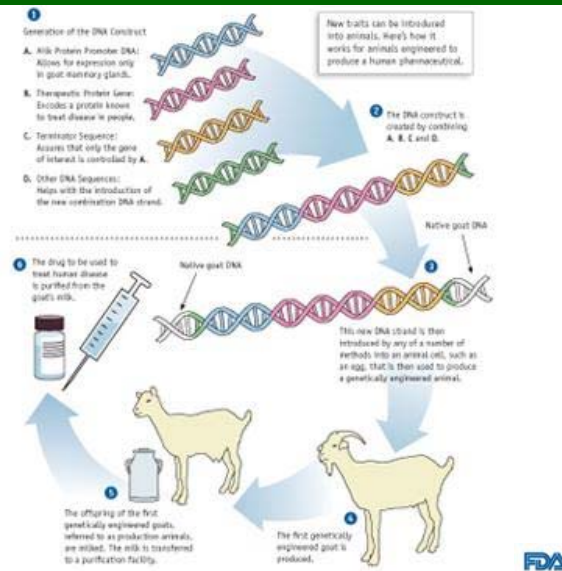 1
Generation of the DNA Construct
A. Milk Protein Promoter DNA:
Allows for expression only
in goat mammary glands.
B. Therapeutic Protein Gene:
Encodes a protein known
to treat disease in people.
C. Terminator Sequence:
Assures that only the gene
of interest is controlled by A.
D. Other DNA Sequences:
Helps with the introduction of
the new combination DNA strand.
New traits can be introduced
into animals. Here's how it
works for animals engineered to
produce a human pharmaceutical.
2
The DNA construct is
created by combining
A, B, C and D.
Native goat DNA
Native goat DNA
3
This new DNA strand is then
introduced by any of a number of
methods into an animal cell, such as
an egg, that is then used to produce
a genetically engineered animal.
4
The first genetically
engineered goat is
produced.
5
The offspring of the first
genetically engineered goats,
referred to as production animals,
are milked. The milk is transferred
to a purification facility.
6
The drug to be used to
treat human disease
is purified from the
goat's milk.
FDA